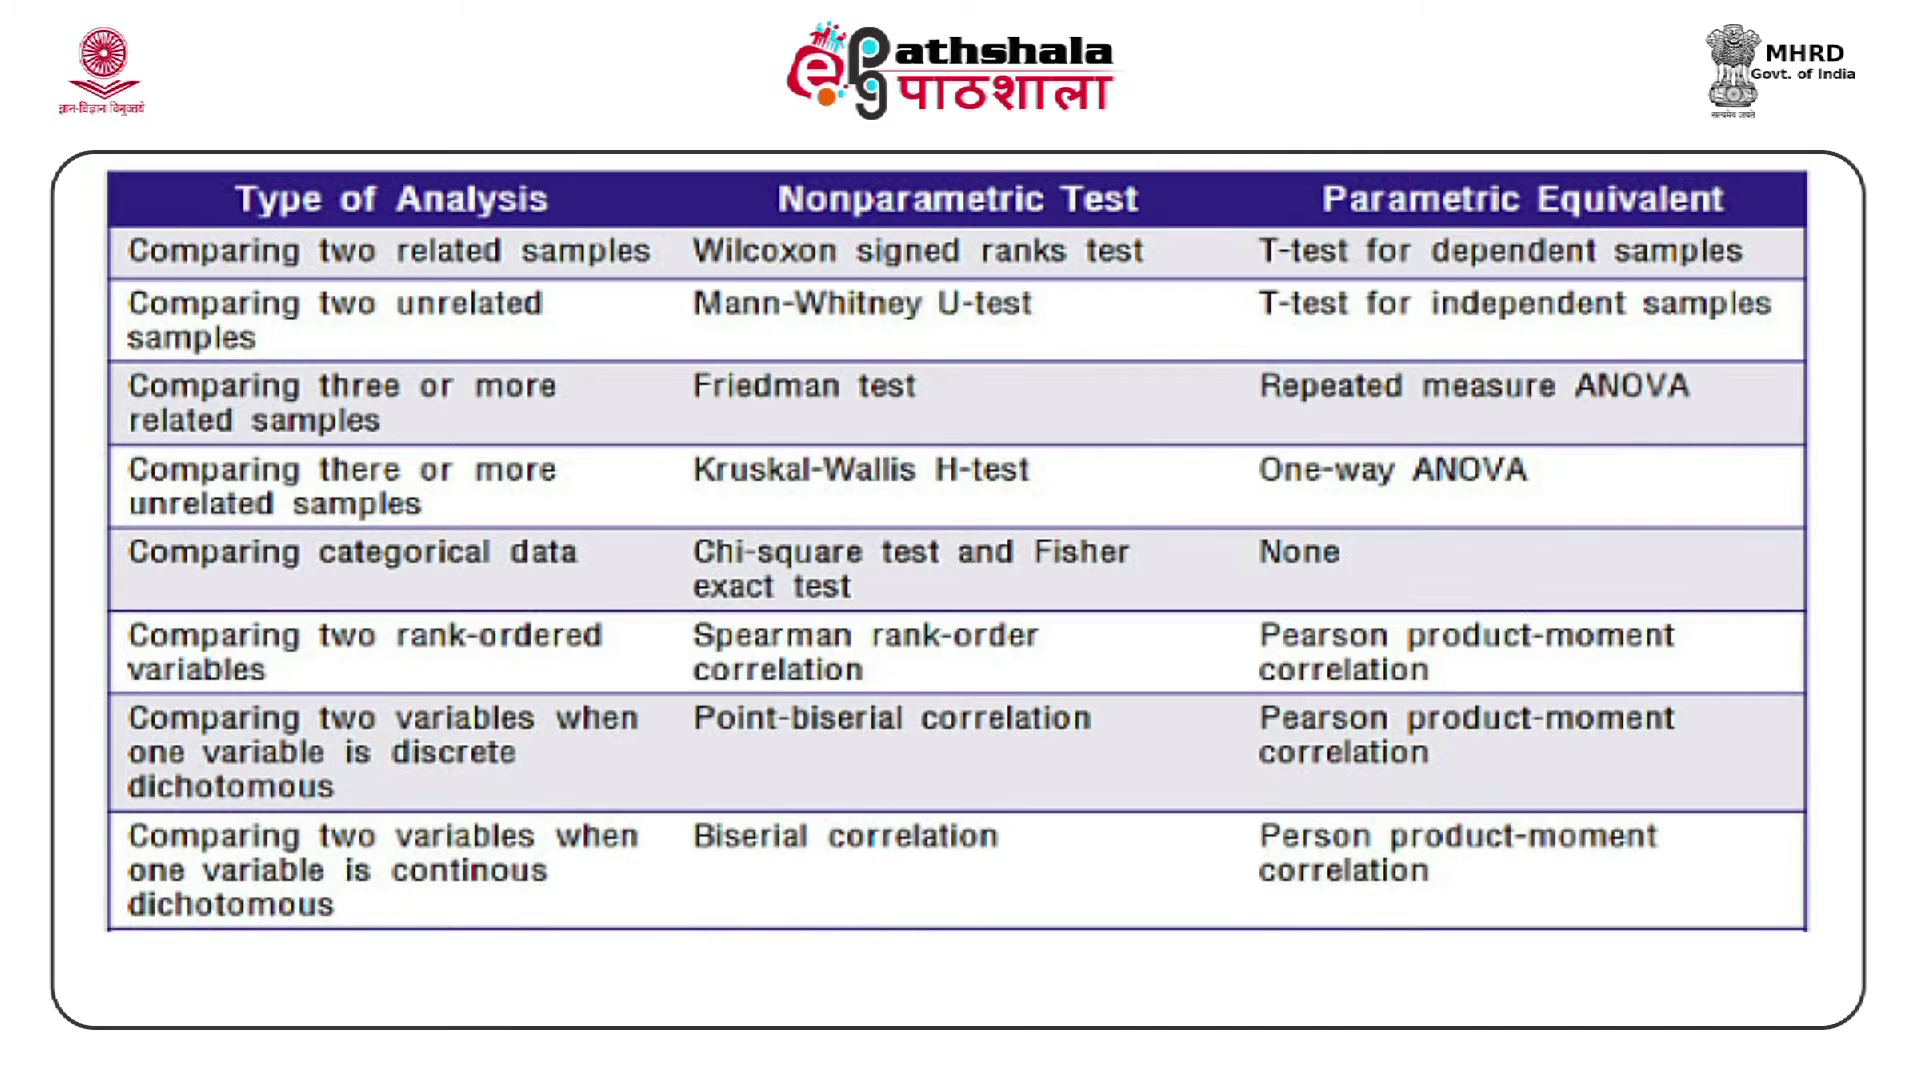 ज्ञान-विज्ञान विमुक्तये
ePGpathshala
पाठशाला
MHRD
Govt. of India
सत्यमेव जयते
Type of Analysis Nonparametric Test Parametric Equivalent
Comparing two related samples Wilcoxon signed ranks test T-test for dependent samples
Comparing two unrelated Mann-Whitney U-test T-test for independent samples
samples
Comparing three or more Friedman test Repeated measure ANOVA
related samples
Comparing there or more Kruskal-Wallis H-test One-way ANOVA
unrelated samples
Comparing categorical data Chi-square test and Fisher None
exact test
Comparing two rank-ordered Spearman rank-order Pearson product-moment
variables correlation correlation
Comparing two variables when Point-biserial correlation Pearson product-moment
one variable is discrete correlation
dichotomous
Comparing two variables when Biserial correlation Person product-moment
one variable is continous correlation
dichotomous